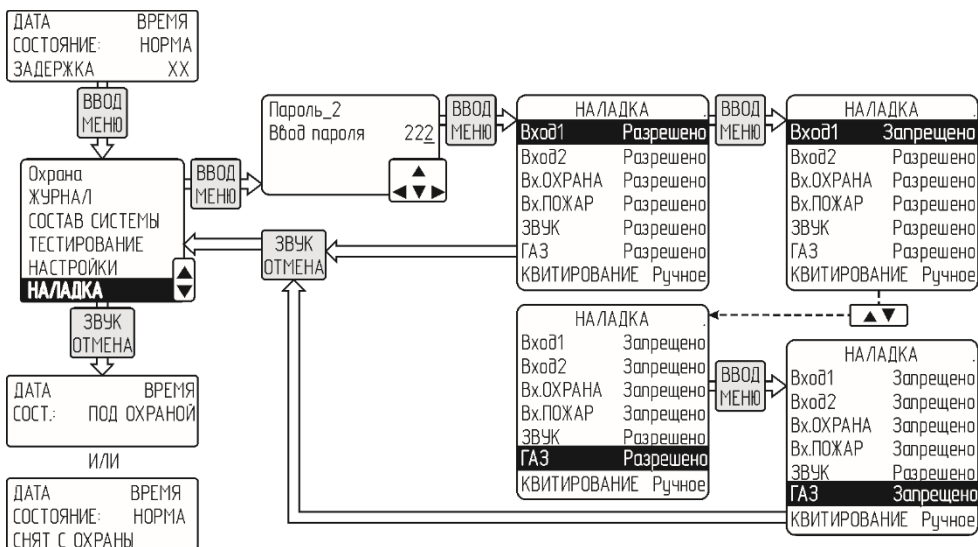 ДАТА ВРЕМЯ
СОСТОЯНИЕ: НОРМА
ЗАДЕРЖКА XX
ВВОД
МЕНЮ
Охрана
ЖУРНАЛ
СОСТАВ СИСТЕМЫ
ТЕСТИРОВАНИЕ
НАСТРОЙКИ
НАЛАДКА
ВВОД
МЕНЮ
Пароль_2
Ввод пароля 222
ВВОД
МЕНЮ
НАЛАДКА .
Вход1 Разрешено
Вход2 Разрешено
Вх.ОХРАНА Разрешено
Вх.ПОЖАР Разрешено
ЗВУК Разрешено
ГАЗ Разрешено
КВИТИРОВАНИЕ Ручное
ВВОД
МЕНЮ
НАЛАДКА .
Вход1 Запрещено
Вход2 Разрешено
Вх.ОХРАНА Разрешено
Вх.ПОЖАР Разрешено
ЗВУК Разрешено
ГАЗ Разрешено
КВИТИРОВАНИЕ Ручное
ЗВУК
ОТМЕНА
НАЛАДКА .
Вход1 Запрещено
Вход2 Запрещено
Вх.ОХРАНА Запрещено
Вх.ПОЖАР Запрещено
ЗВУК Разрешено
ГАЗ Разрешено
КВИТИРОВАНИЕ Ручное
ВВОД
МЕНЮ
НАЛАДКА .
Вход1 Запрещено
Вход2 Запрещено
Вх.ОХРАНА Запрещено
Вх.ПОЖАР Запрещено
ЗВУК Разрешено
ГАЗ Запрещено
КВИТИРОВАНИЕ Ручное
ЗВУК
ОТМЕНА
ДАТА ВРЕМЯ
СОСТ.: ПОД ОХРАНОЙ
ИЛИ
ДАТА ВРЕМЯ
СОСТОЯНИЕ: НОРМА
СНЯТ С ОХРАНЫ